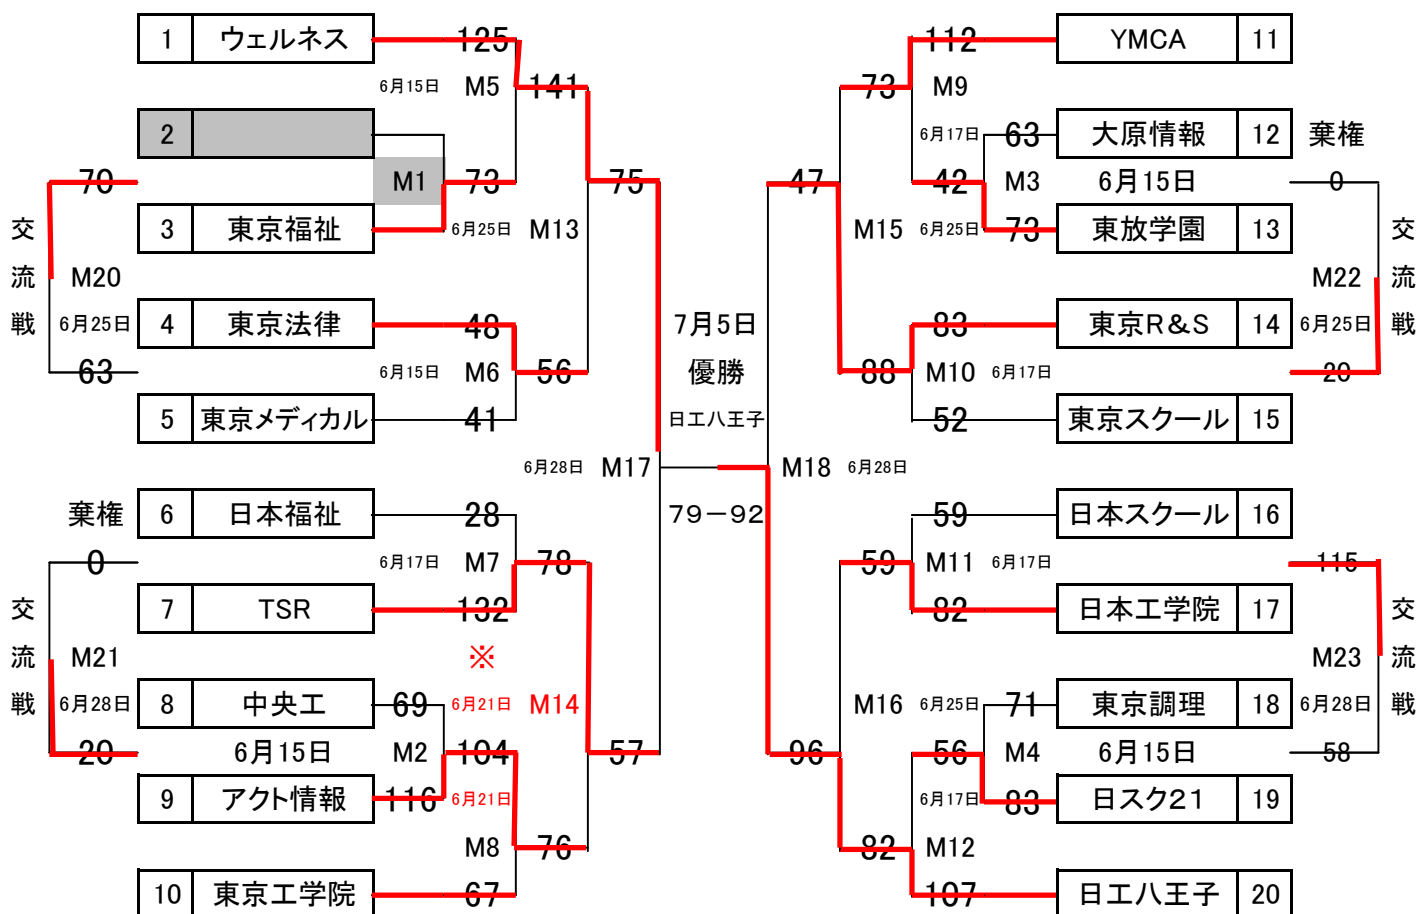 1 ウェルネス 125 112 YMCA 11
6月15日 M5 141 73 M9
2 6月17日 63 大原情報 12 棄権
70 M1 73 75 47 42 M3 6月15日 0
3 東京福祉 6月25日 M13 M15 6月25日 73 東放学園 13
交流戦 M20 6月25日 63
交流戦 M22 6月25日 20
4 東京法律 48 7月5日 83 東京R&S 14
6月15日 M6 56 優勝 88 M10 6月17日
5 東京メディカル 41 日工八王子 52 東京スクール 15
6月28日 M17 M18 6月28日
棄権 6 日本福祉 28 79-92 59 日本スクール 16
0 6月17日 M7 78 59 M11 6月17日 115
7 TSR 132 82 日本工学院 17
交流戦 M21 6月28日 20
※
交流戦 M23 6月28日 58
8 中央工 69 6月21日 M14 M16 6月25日 71 東京調理 18
6月15日 M2 104 57 96 56 M4 6月15日
9 アクト情報 116 6月21日 6月17日 83 日スク21 19
M8 76 82 M12
10 東京工学院 67 107 日工八王子 20